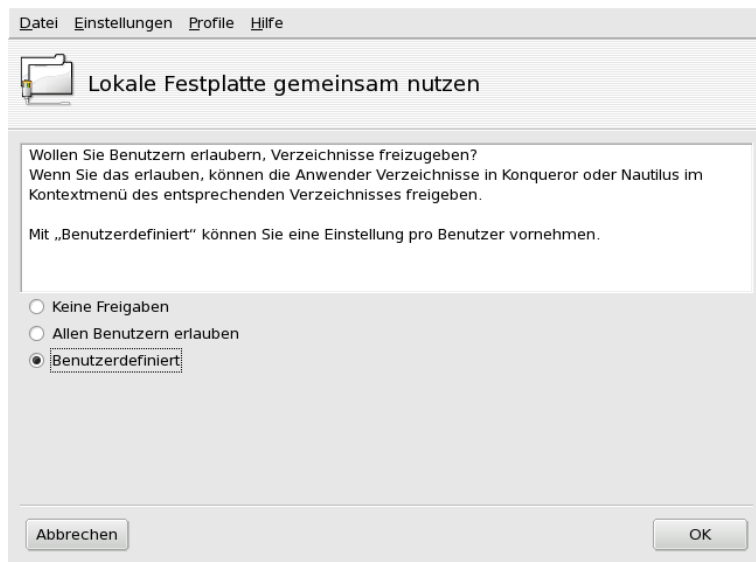 Datei Einstellungen Profile Hilfe
Lokale Festplatte gemeinsam nutzen
Wollen Sie Benutzern erlaubern, Verzeichnisse freizugeben?
Wenn Sie das erlauben, können die Anwender Verzeichnisse in Konqueror oder Nautilus im
Kontextmenü des entsprechenden Verzeichnisses freigeben.
Mit „Benutzerdefiniert“ können Sie eine Einstellung pro Benutzer vornehmen.
Keine Freigaben
Allen Benutzern erlauben
Benutzerdefiniert
Abbrechen OK